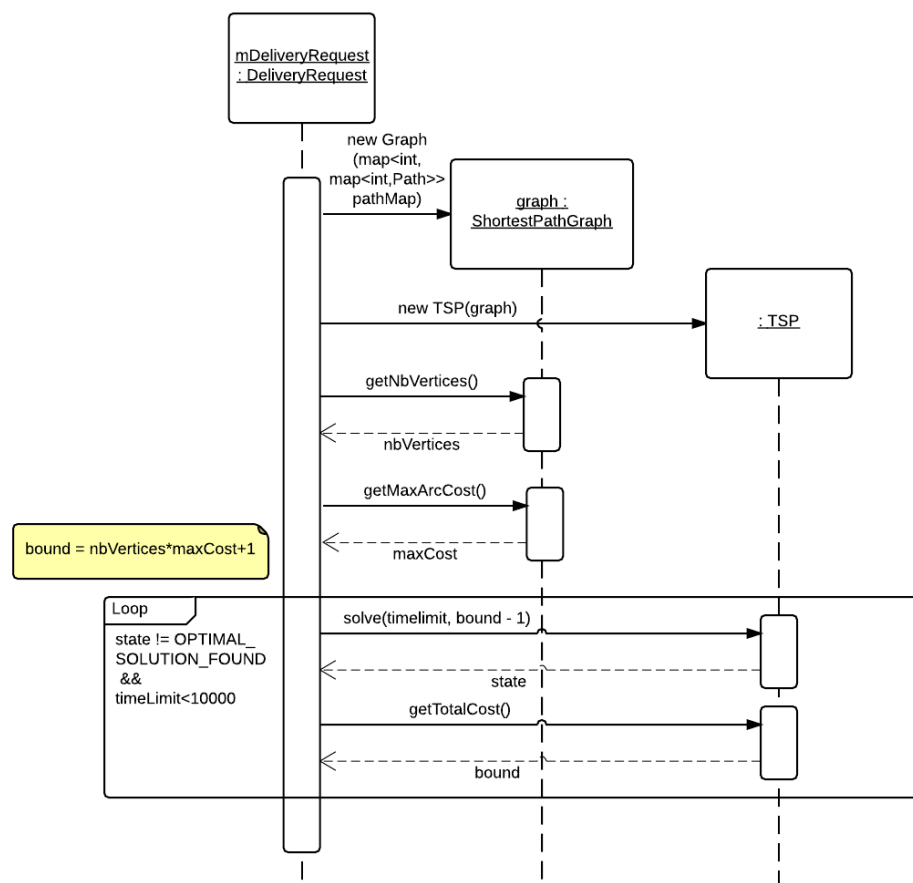 mDeliveryRequest
: DeliveryRequest
new Graph
(map<int,
map<int,Path>>
pathMap)
graph :
ShortestPathGraph
new TSP(graph)
: TSP
getNbVertices()
nbVertices
getMaxArcCost()
maxCost
bound = nbVertices*maxCost+1
Loop
state != OPTIMAL_
SOLUTION_FOUND
&&
timeLimit<10000
solve(timelimit, bound - 1)
state
getTotalCost()
bound